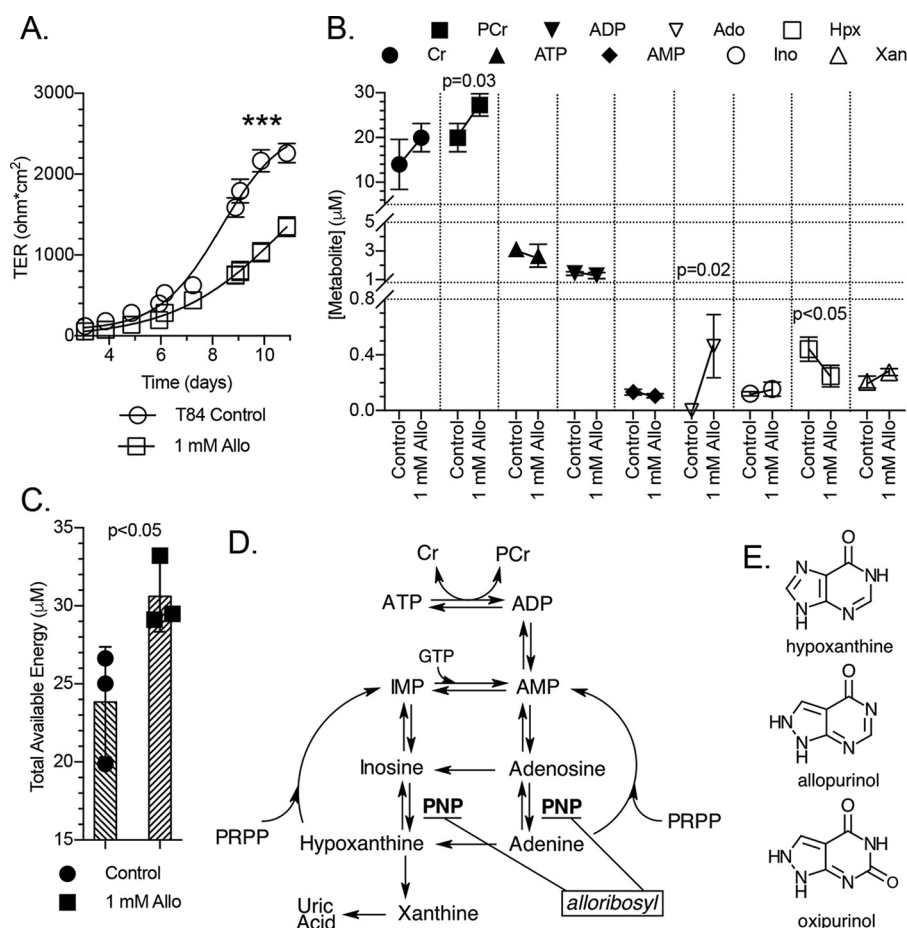 A.
TER (ohm*cm²)
3000
2000
1000
0
***
4 6 8 10
Time (days)
T84 Control
1 mM Allo
B.
PCr ADP Ado Hpx
Cr ATP AMP Ino Xan
[Metabolite] (μM)
30
20
10
5
3
1
0.8
0.4
0.0
p=0.03
p=0.02
p<0.05
Control
1 mM Allo
Control
1 mM Allo
Control
1 mM Allo
Control
1 mM Allo
Control
1 mM Allo
Control
1 mM Allo
Control
1 mM Allo
Control
1 mM Allo
Control
1 mM Allo
C.
Total Available Energy (μM)
35
30
25
20
15
p<0.05
Control
1 mM Allo
D.
Cr PCr
ATP ADP
GTP
IMP AMP
Inosine Adenosine
PNP PNP
PRPP Hypoxanthine Adenine PRPP
alloribosyl
Uric
Acid
Xanthine
E.
O
N
NH
N
H
N
hypoxanthine
O
N
N
H
N
N
allopurinol
O
NH
N
H
N
N
O
oxipurinol